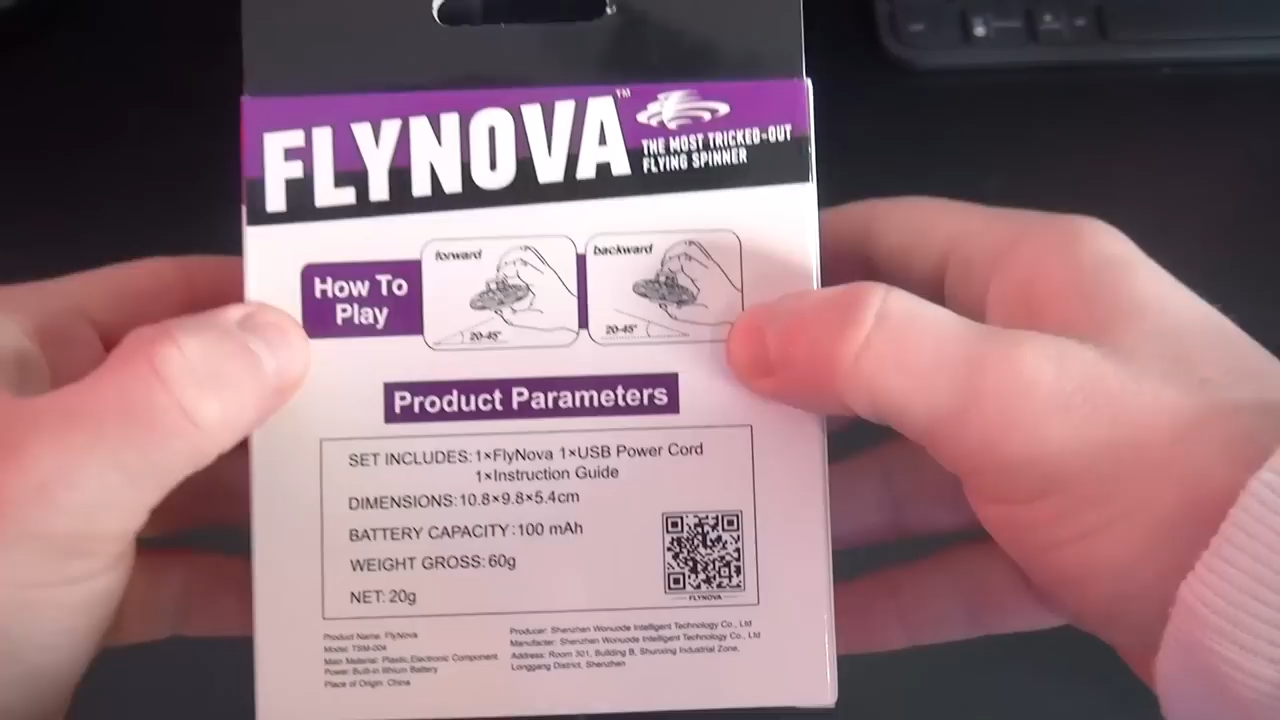 FLYNOVA™
THE MOST TRICKED-OUT
FLYING SPINNER
How To
Play
forward
20-45°
backward
20-45°
Product Parameters
SET INCLUDES:1×FlyNova 1×USB Power Cord
1×Instruction Guide
DIMENSIONS:10.8×9.8×5.4cm
BATTERY CAPACITY:100 mAh
WEIGHT GROSS:60g
NET: 20g
FLYNOVA
Product Name: FlyNova
Model: TSM-004
Main Material: Plastic,Electronic Component
Power: Built-in lithium Battery
Place of Origin: China
Producer: Shenzhen Wonuode Intelligent Technology Co., Ltd
Manufacter: Shenzhen Wonuode Intelligent Technology Co., Ltd
Address: Room 301, Building B, Shunxing Industrial Zone,
Longgang District, Shenzhen